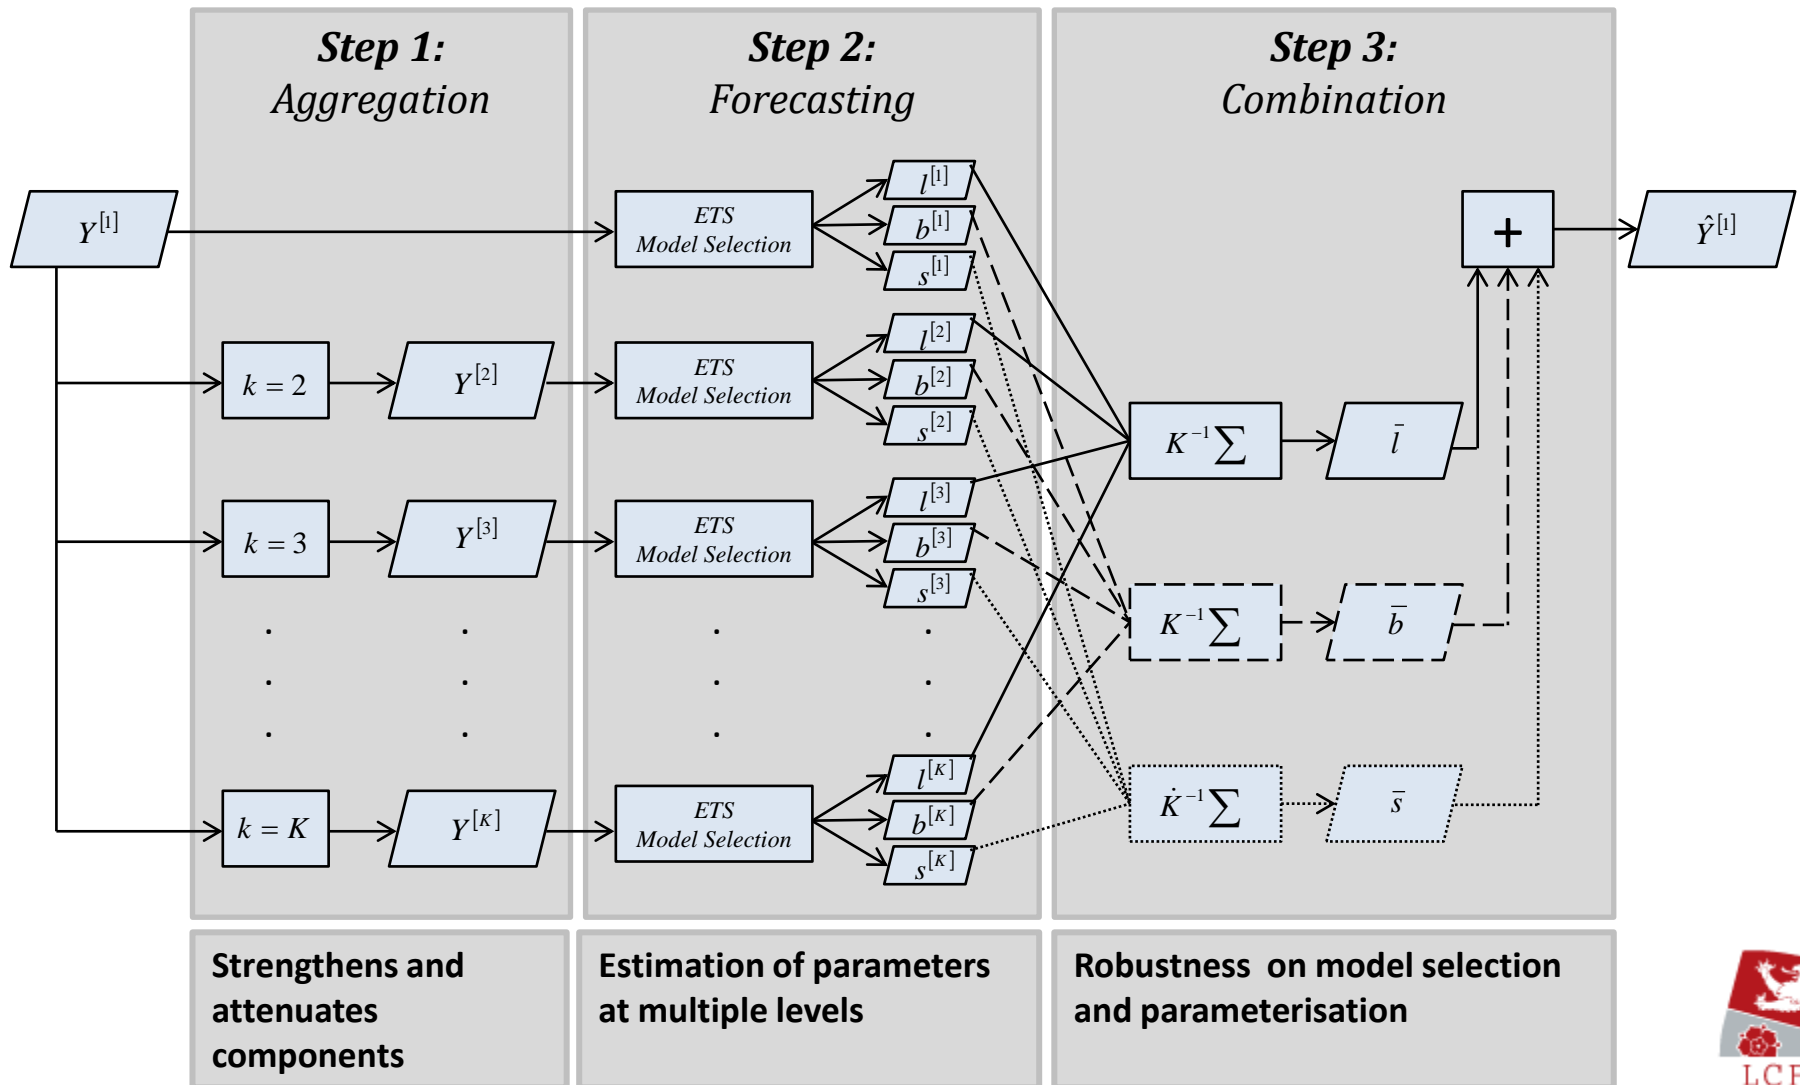 Step 1:
Aggregation
Step 2:
Forecasting
Step 3:
Combination
Y^[1]
ETS
Model Selection
l^[1]
b^[1]
s^[1]
+
Ŷ^[1]
k = 2
Y^[2]
ETS
Model Selection
l^[2]
b^[2]
s^[2]
K^−1 ∑
l̄
k = 3
Y^[3]
ETS
Model Selection
l^[3]
b^[3]
s^[3]
K^−1 ∑
b̄
k = K
Y^[K]
ETS
Model Selection
l^[K]
b^[K]
s^[K]
K̇^−1 ∑
s̄
Strengthens and
attenuates
components
Estimation of parameters
at multiple levels
Robustness on model selection
and parameterisation
LCF